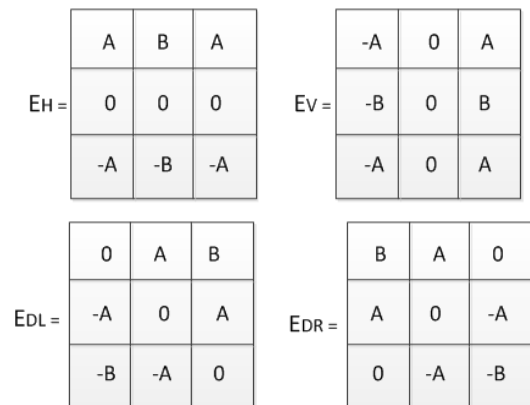 A B A -A 0 A
EH = 0 0 0 EV = -B 0 B
-A -B -A -A 0 A
0 A B B A 0
EDL = -A 0 A EDR = A 0 -A
-B -A 0 0 -A -B